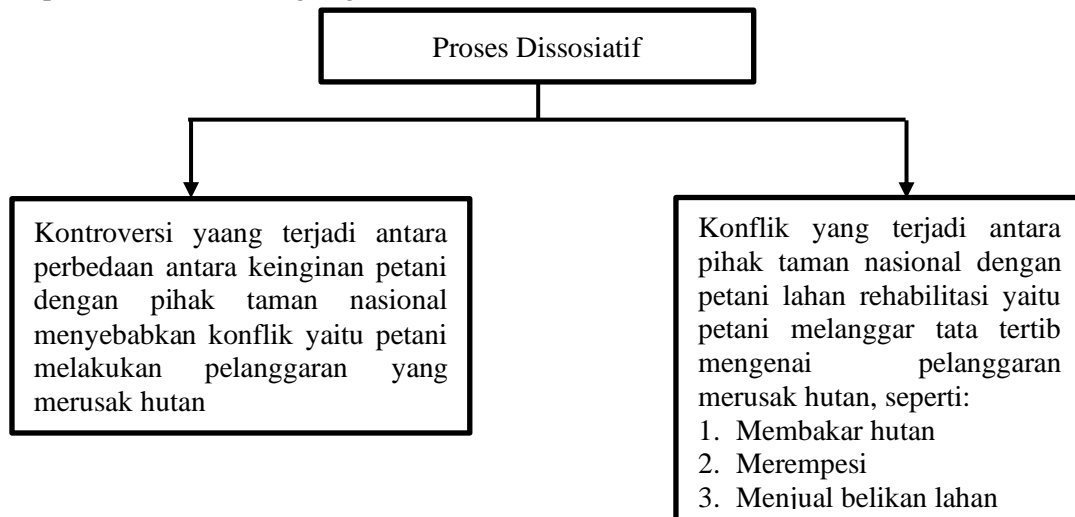 Proses Dissosiatif
Kontroversi yaang terjadi antara
perbedaan antara keinginan petani
dengan pihak taman nasional
menyebabkan konflik yaitu petani
melakukan pelanggaran yang
merusak hutan
Konflik yang terjadi antara
pihak taman nasional dengan
petani lahan rehabilitasi yaitu
petani melanggar tata tertib
mengenai pelanggaran
merusak hutan, seperti:
1. Membakar hutan
2. Merempesi
3. Menjual belikan lahan